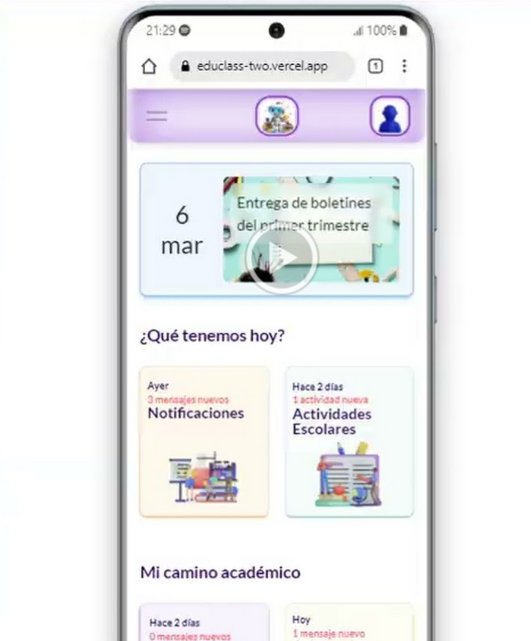 21:29
100%
educlass-two.vercel.app
1
6
mar
Entrega de boletines
del primer trimestre
¿Qué tenemos hoy?
Ayer
3 mensajes nuevos
Notificaciones
Hace 2 días
1 actividad nueva
Actividades
Escolares
Mi camino académico
Hace 2 días
0 mensajes nuevos
Hoy
1 mensaje nuevo